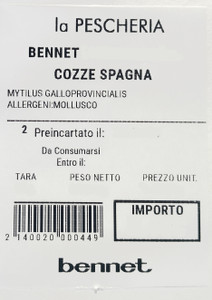 la PESCHERIA
BENNET
COZZE SPAGNA
MYTILUS GALLOPROVINCIALIS
ALLERGENI:MOLLUSCO
2 Preincartato il:
Da Consumarsi
Entro il:
TARA PESO NETTO PREZZO UNIT.
IMPORTO
2 140020 000449
bennet